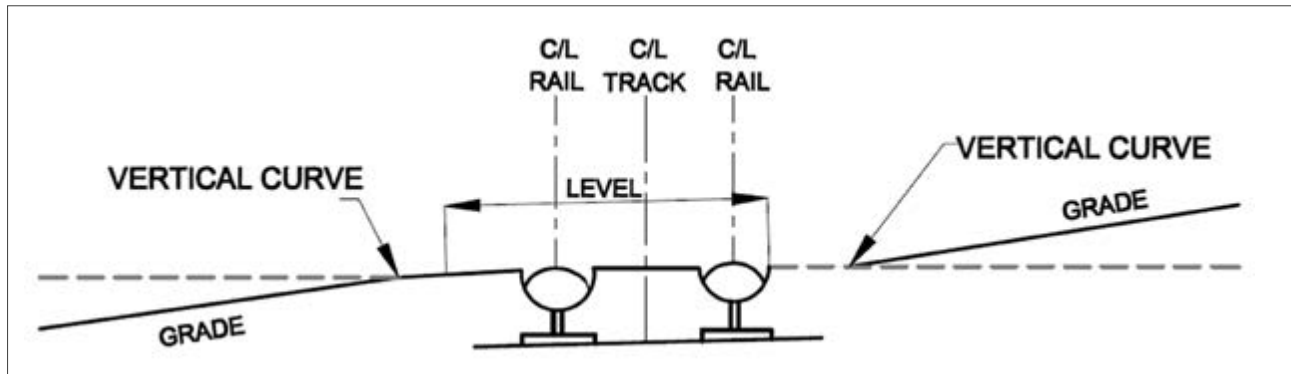 C/L C/L C/L
RAIL TRACK RAIL
VERTICAL CURVE
VERTICAL CURVE
LEVEL
GRADE
GRADE